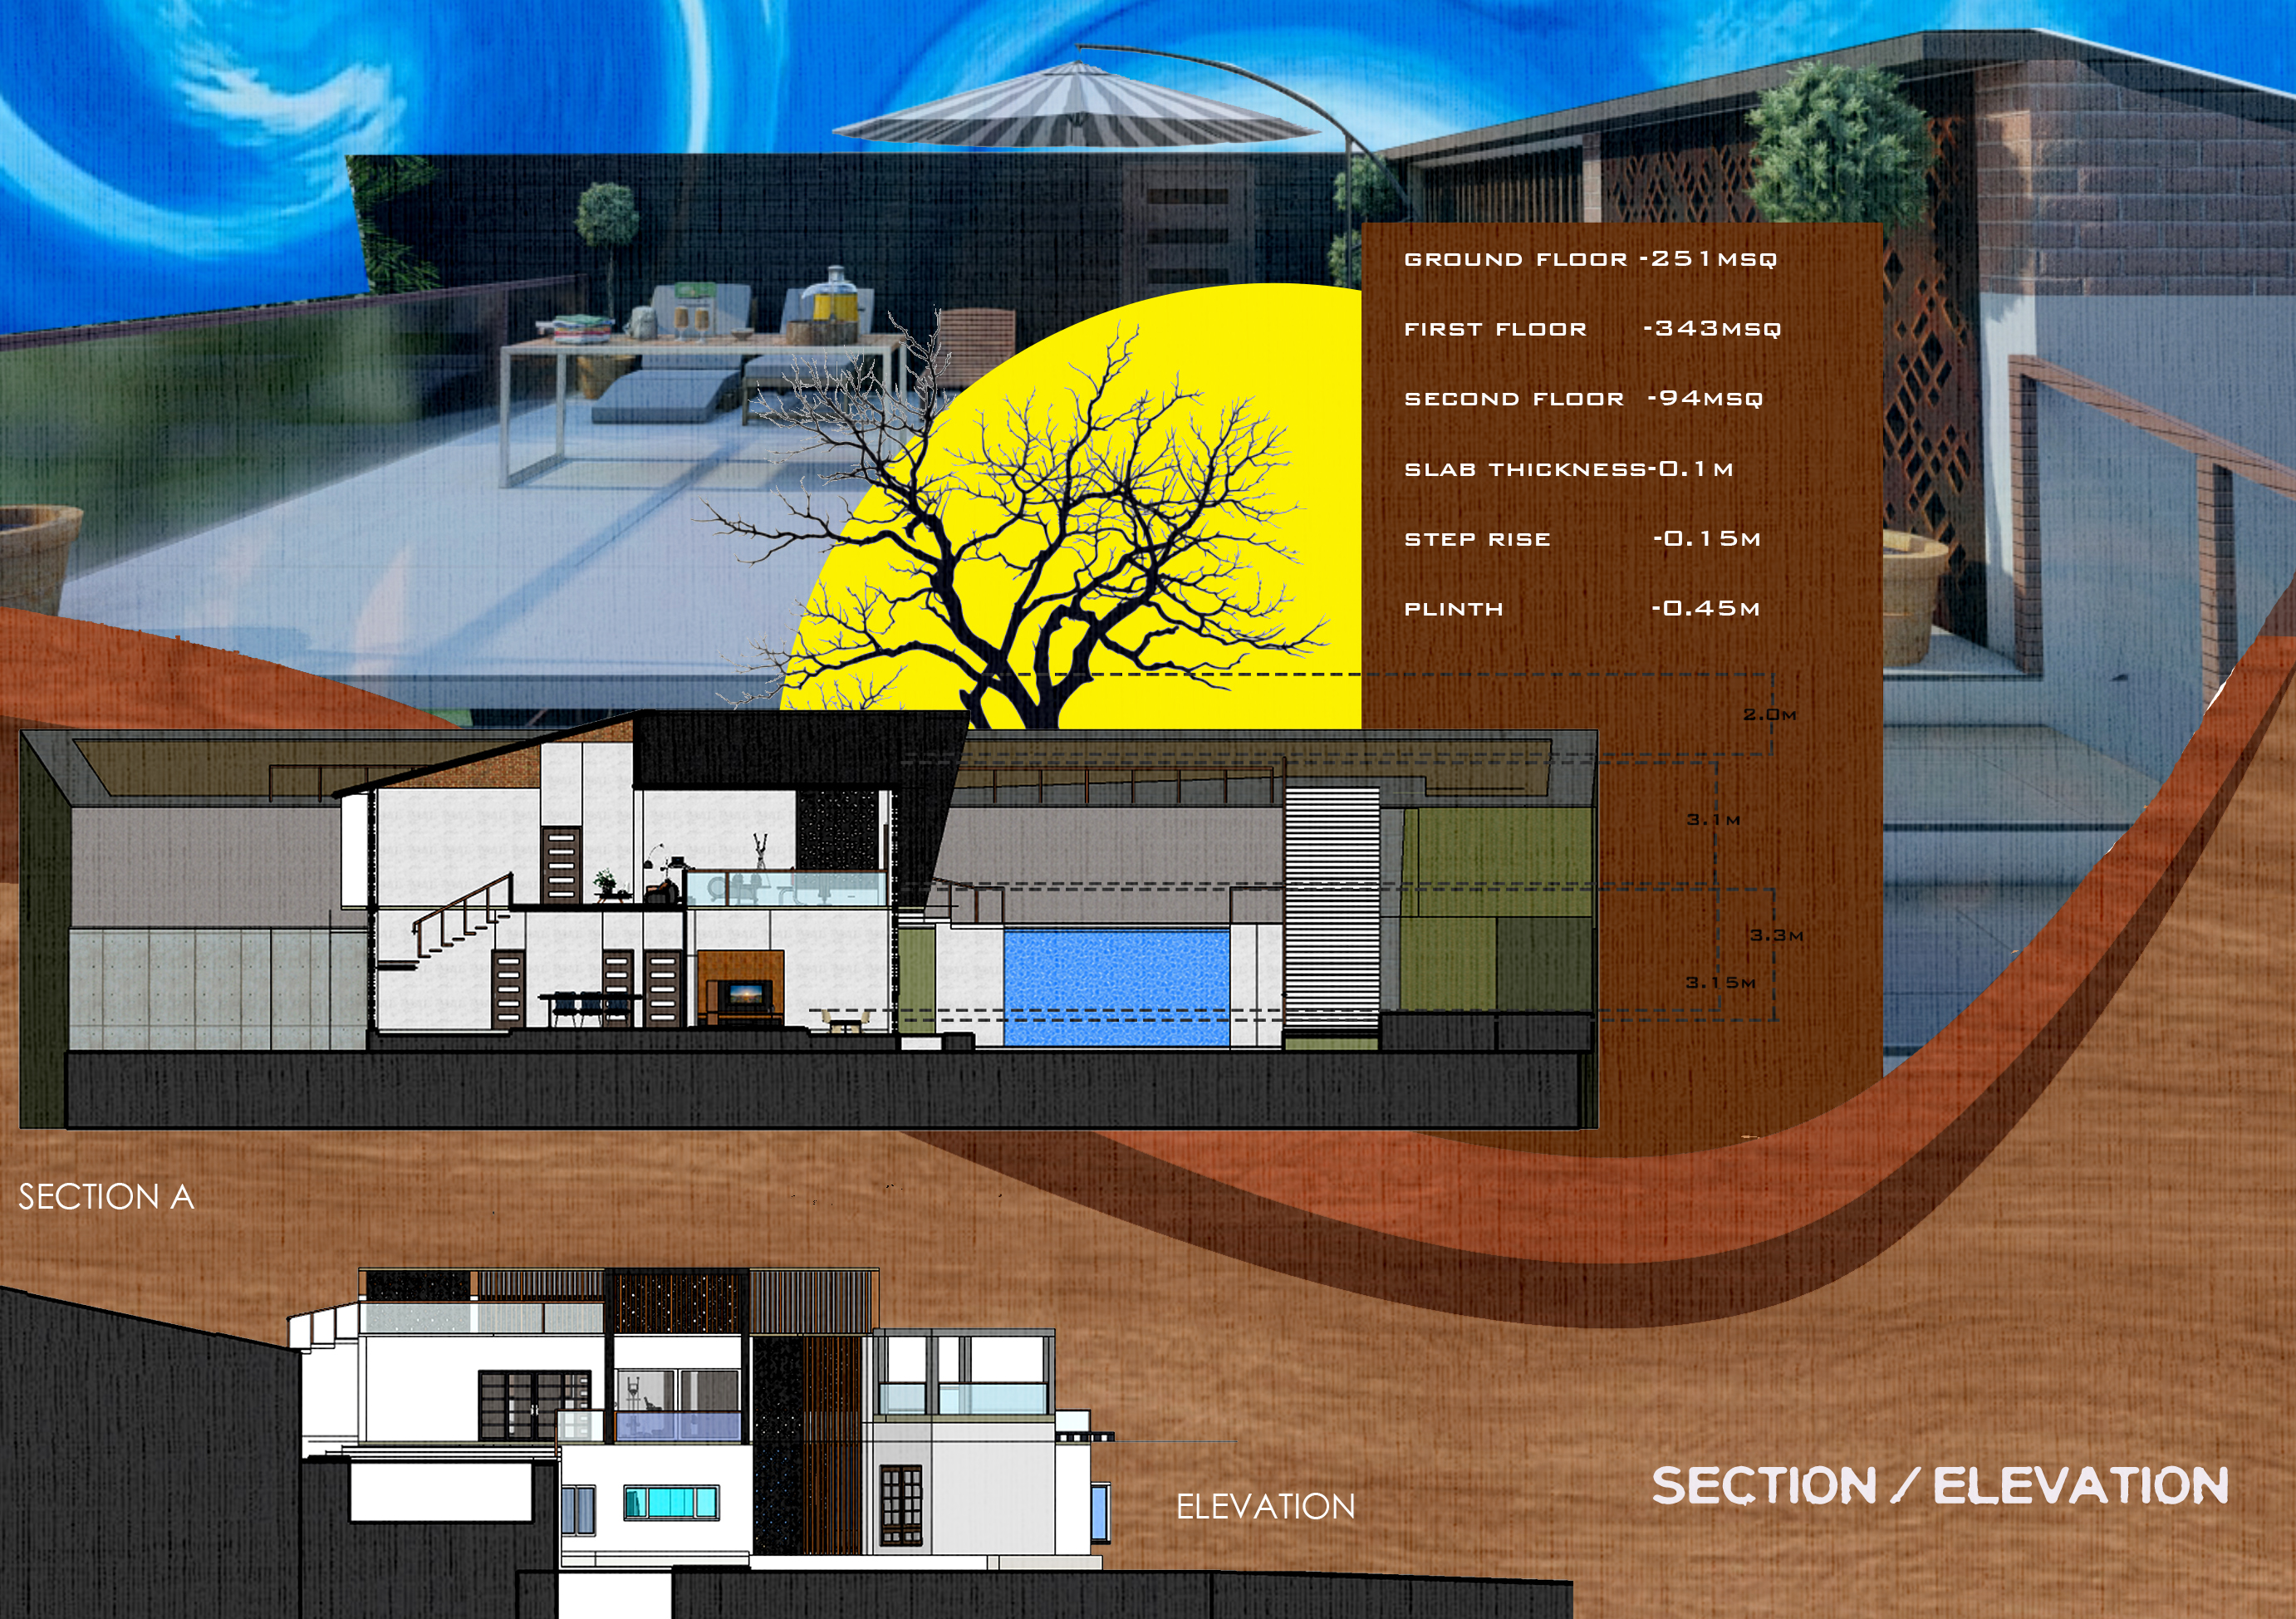 GROUND FLOOR -251MSQ
FIRST FLOOR -343MSQ
SECOND FLOOR -94MSQ
SLAB THICKNESS-0.1M
STEP RISE -0.15M
PLINTH -0.45M
2.0M
3.1M
3.3M
3.15M
SECTION A
ELEVATION
SECTION / ELEVATION